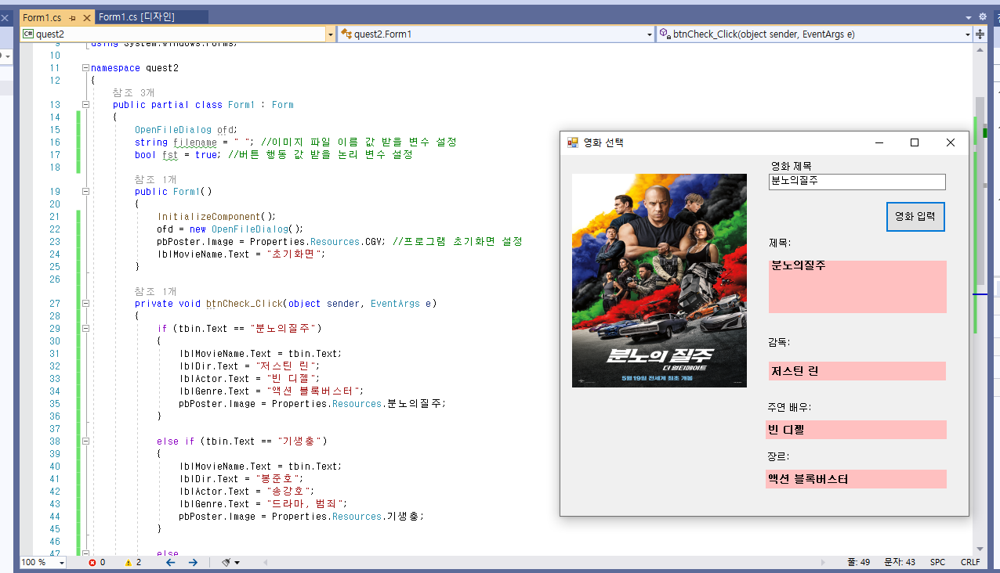 Form1.cs
Form1.cs [디자인]
quest2
quest2.Form1
btnCheck_Click(object sender, EventArgs e)
9 using System.Windows.Forms;
10
11 namespace quest2
12 {
참조 3개
13 public partial class Form1 : Form
14 {
15 OpenFileDialog ofd;
16 string filename = " "; //이미지 파일 이름 값 받을 변수 설정
17 bool fst = true; //버튼 행동 값 받을 논리 변수 설정
18
참조 1개
19 public Form1()
20 {
21 InitializeComponent();
22 ofd = new OpenFileDialog();
23 pbPoster.Image = Properties.Resources.CGV; //프로그램 초기화면 설정
24 lblMovieName.Text = "초기화면";
25 }
26
참조 1개
27 private void btnCheck_Click(object sender, EventArgs e)
28 {
29 if (tbin.Text == "분노의질주")
30 {
31 lblMovieName.Text = tbin.Text;
32 lblDir.Text = "저스틴 린";
33 lblActor.Text = "빈 디젤";
34 lblGenre.Text = "액션 블록버스터";
35 pbPoster.Image = Properties.Resources.분노의질주;
36 }
37
38 else if (tbin.Text == "기생충")
39 {
40 lblMovieName.Text = tbin.Text;
41 lblDir.Text = "봉준호";
42 lblActor.Text = "송강호";
43 lblGenre.Text = "드라마, 범죄";
44 pbPoster.Image = Properties.Resources.기생충;
45 }
46
47 else
영화 선택
영화 제목
분노의질주
영화 입력
제목:
분노의질주
감독:
저스틴 린
주연 배우:
빈 디젤
장르:
액션 블록버스터
분노의 질주
더 얼티메이트
5월 19일 전세계 최초 개봉
100 %
0
2
줄: 49
문자: 43
SPC
CRLF